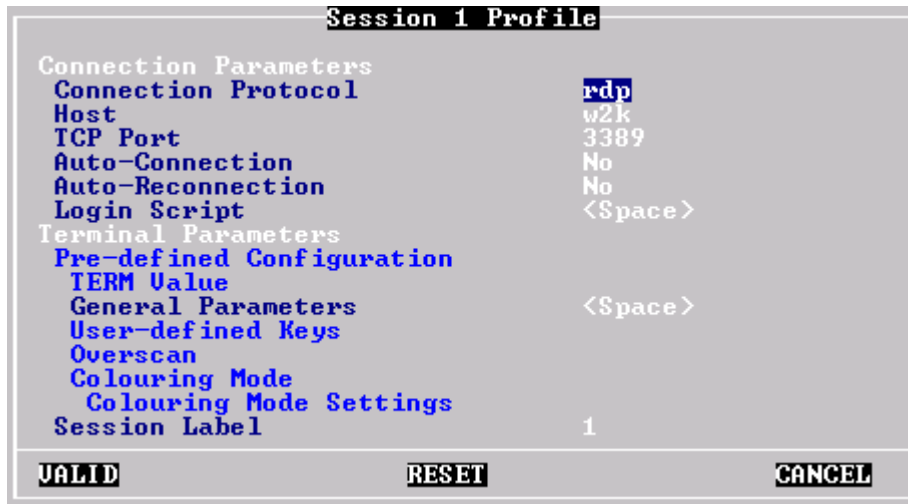 Session 1 Profile
Connection Parameters
Connection Protocol rdp
Host w2k
TCP Port 3389
Auto-Connection No
Auto-Reconnection No
Login Script <Space>
Terminal Parameters
Pre-defined Configuration
TERM Value
General Parameters <Space>
User-defined Keys
Overscan
Colouring Mode
Colouring Mode Settings
Session Label 1
VALID RESET CANCEL